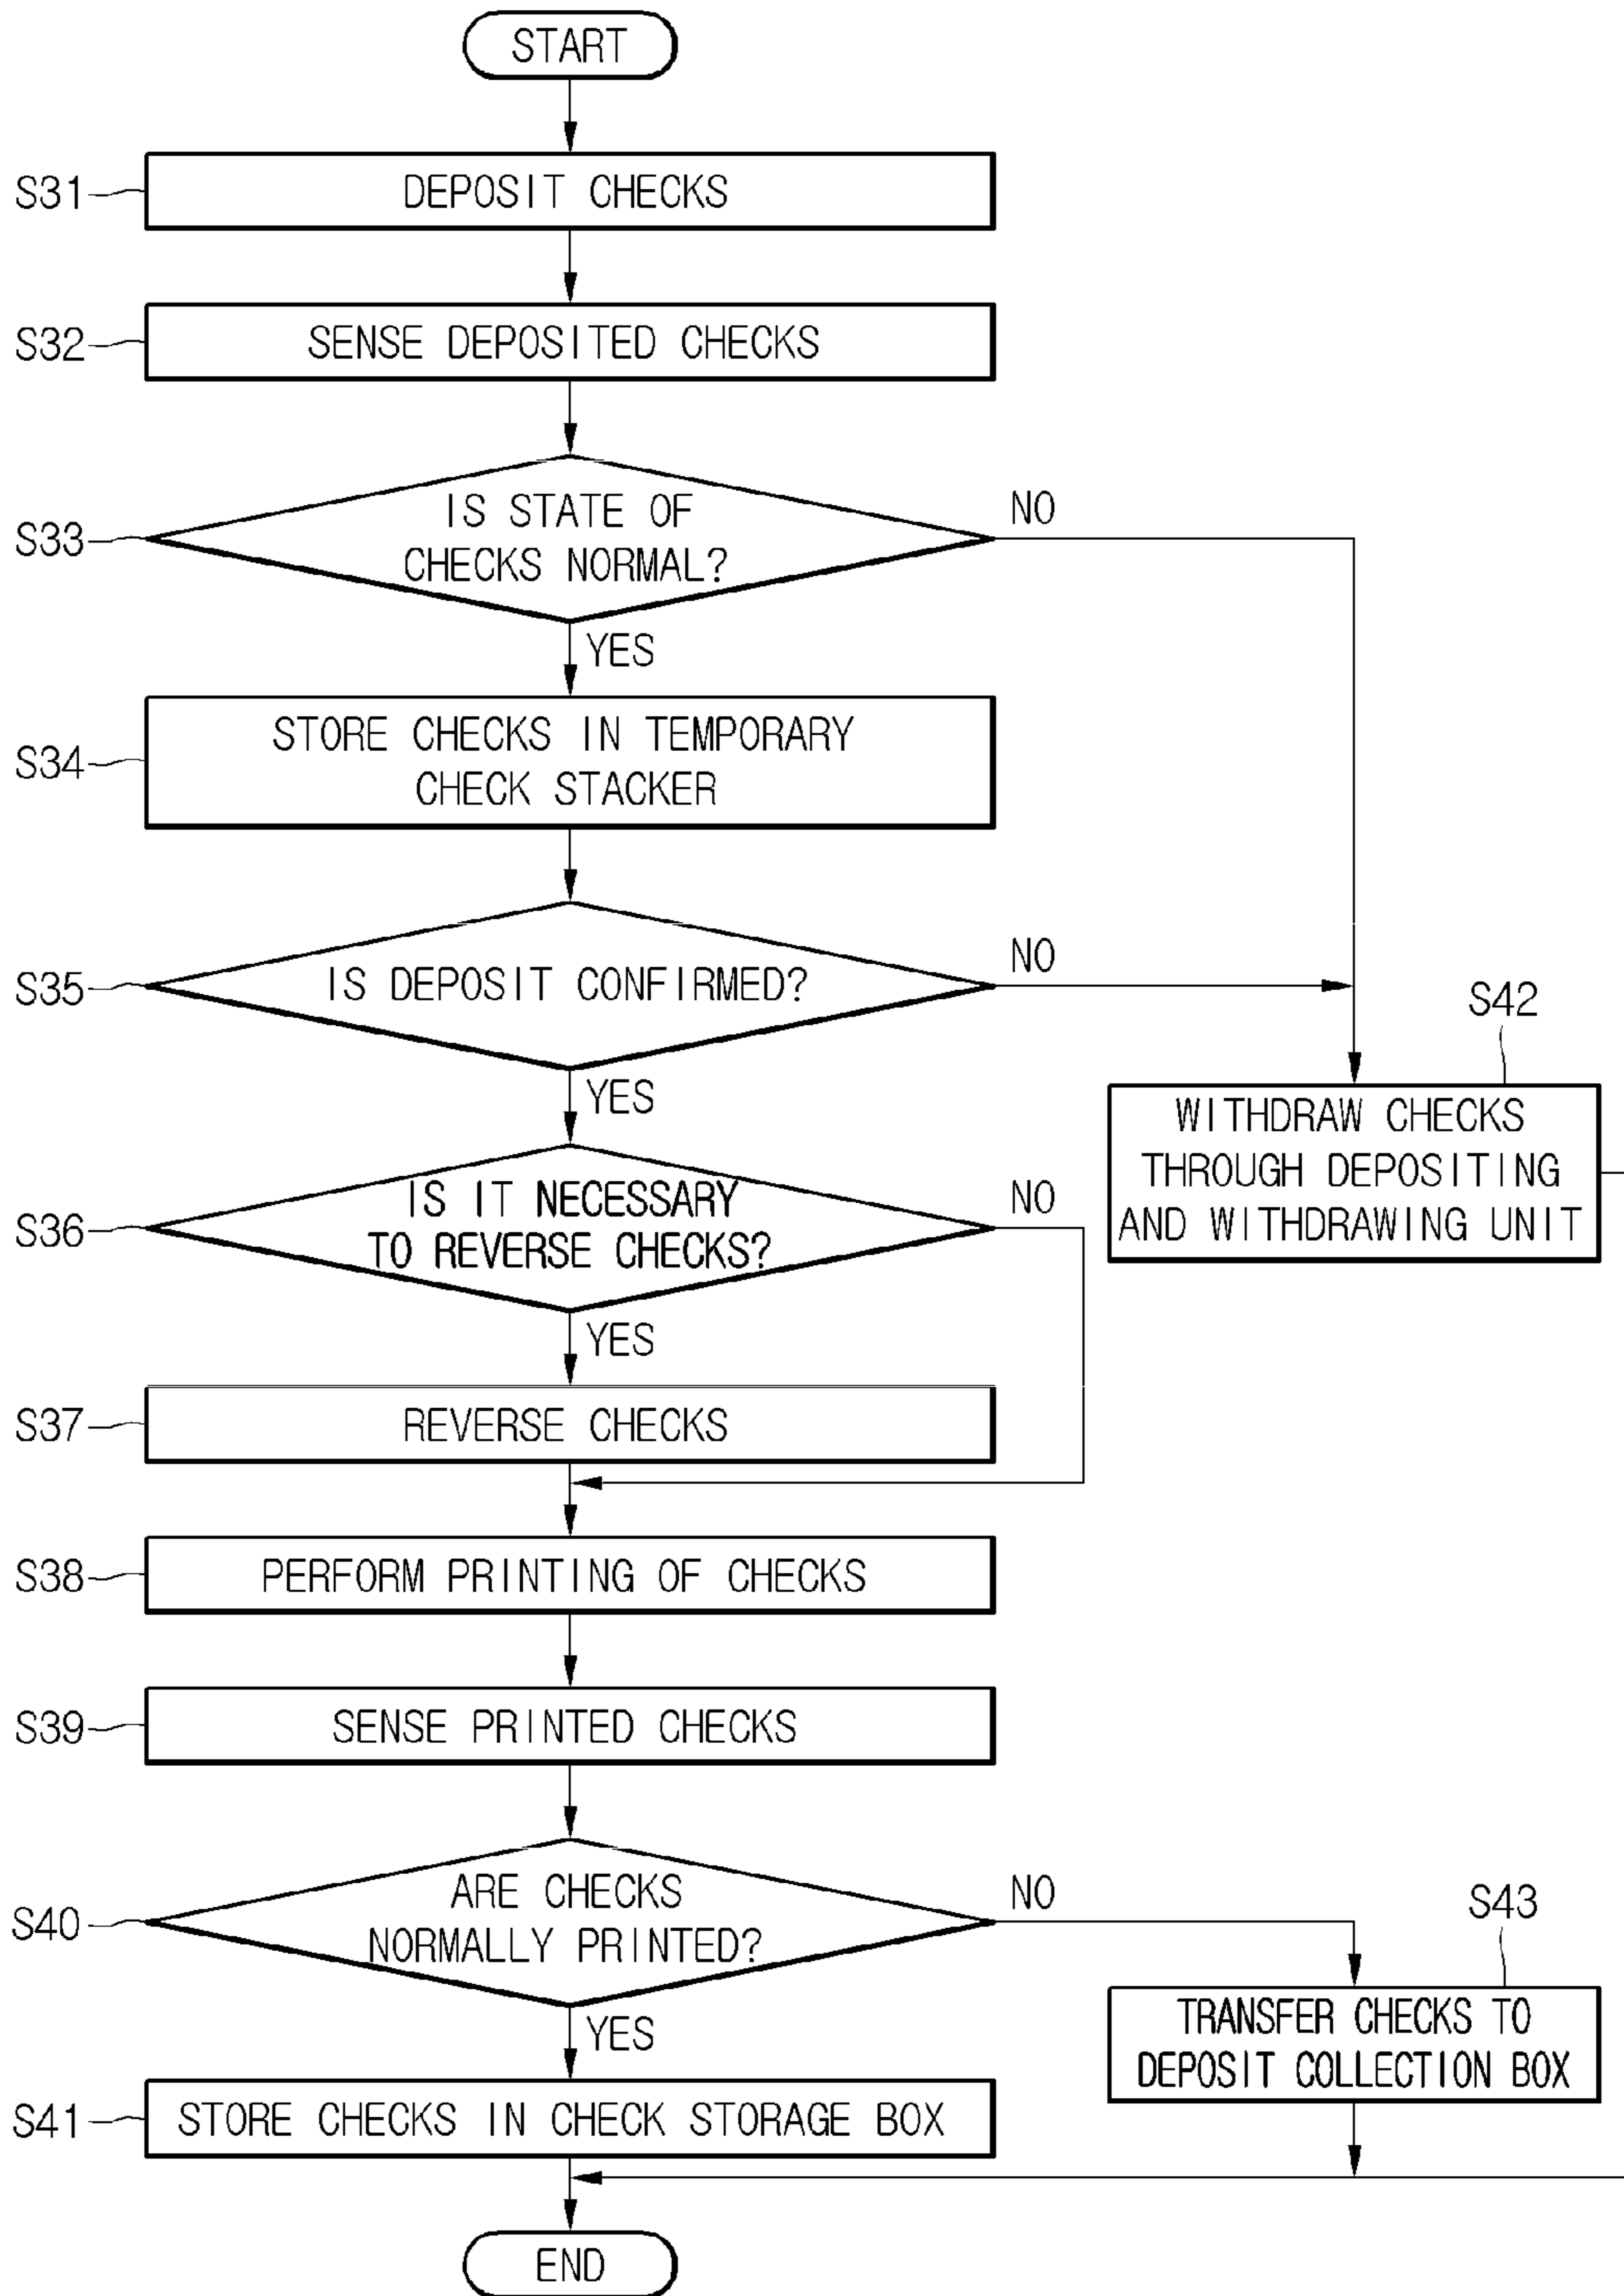 START
S31
DEPOSIT CHECKS
S32
SENSE DEPOSITED CHECKS
S33
IS STATE OF
CHECKS NORMAL?
NO
YES
S34
STORE CHECKS IN TEMPORARY
CHECK STACKER
S35
IS DEPOSIT CONFIRMED?
NO
YES
S42
WITHDRAW CHECKS
THROUGH DEPOSITING
AND WITHDRAWING UNIT
S36
IS IT NECESSARY
TO REVERSE CHECKS?
NO
YES
S37
REVERSE CHECKS
S38
PERFORM PRINTING OF CHECKS
S39
SENSE PRINTED CHECKS
S40
ARE CHECKS
NORMALLY PRINTED?
NO
YES
S43
TRANSFER CHECKS TO
DEPOSIT COLLECTION BOX
S41
STORE CHECKS IN CHECK STORAGE BOX
END